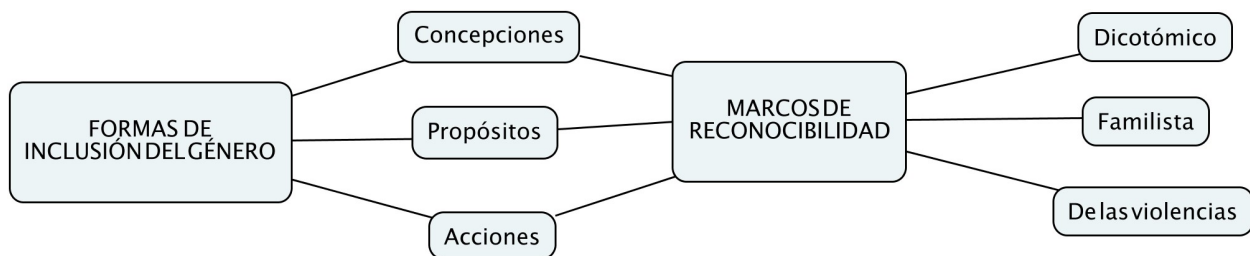 FORMAS DE
INCLUSIÓN DEL GÉNERO
Concepciones
Propósitos
Acciones
MARCOS DE
RECONOCIBILIDAD
Dicotómico
Familista
De las violencias